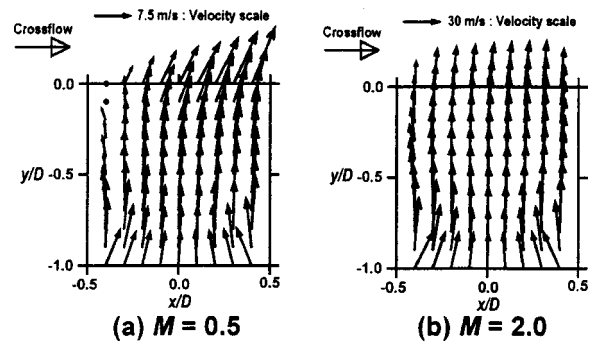 7.5 m/s : Velocity scale
Crossflow
0.0
y/D -0.5
-1.0
-0.5 0.0 0.5
x/D
(a) M = 0.5
30 m/s : Velocity scale
Crossflow
0.0
y/D -0.5
-1.0
-0.5 0.0 0.5
x/D
(b) M = 2.0